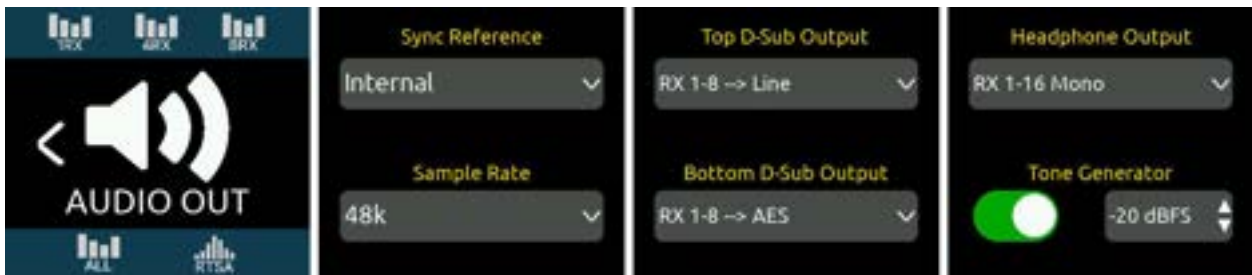 1RX 4RX 8RX
AUDIO OUT
ALL RTSA
Sync Reference
Internal
Sample Rate
48k
Top D-Sub Output
RX 1-8 --> Line
Bottom D-Sub Output
RX 1-8 --> AES
Headphone Output
RX 1-16 Mono
Tone Generator
-20 dBFS